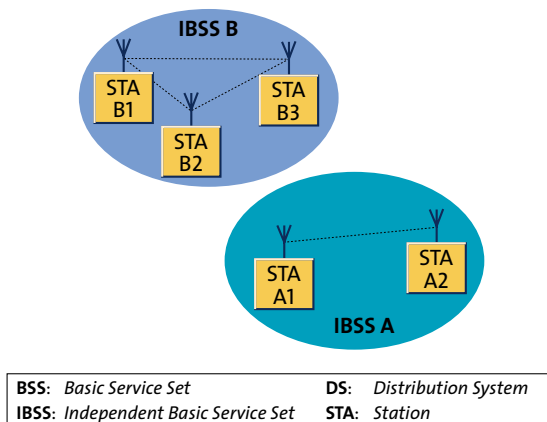 IBSS B
STA
B1
STA
B2
STA
B3
STA
A1
STA
A2
IBSS A
BSS: Basic Service Set DS: Distribution System
IBSS: Independent Basic Service Set STA: Station